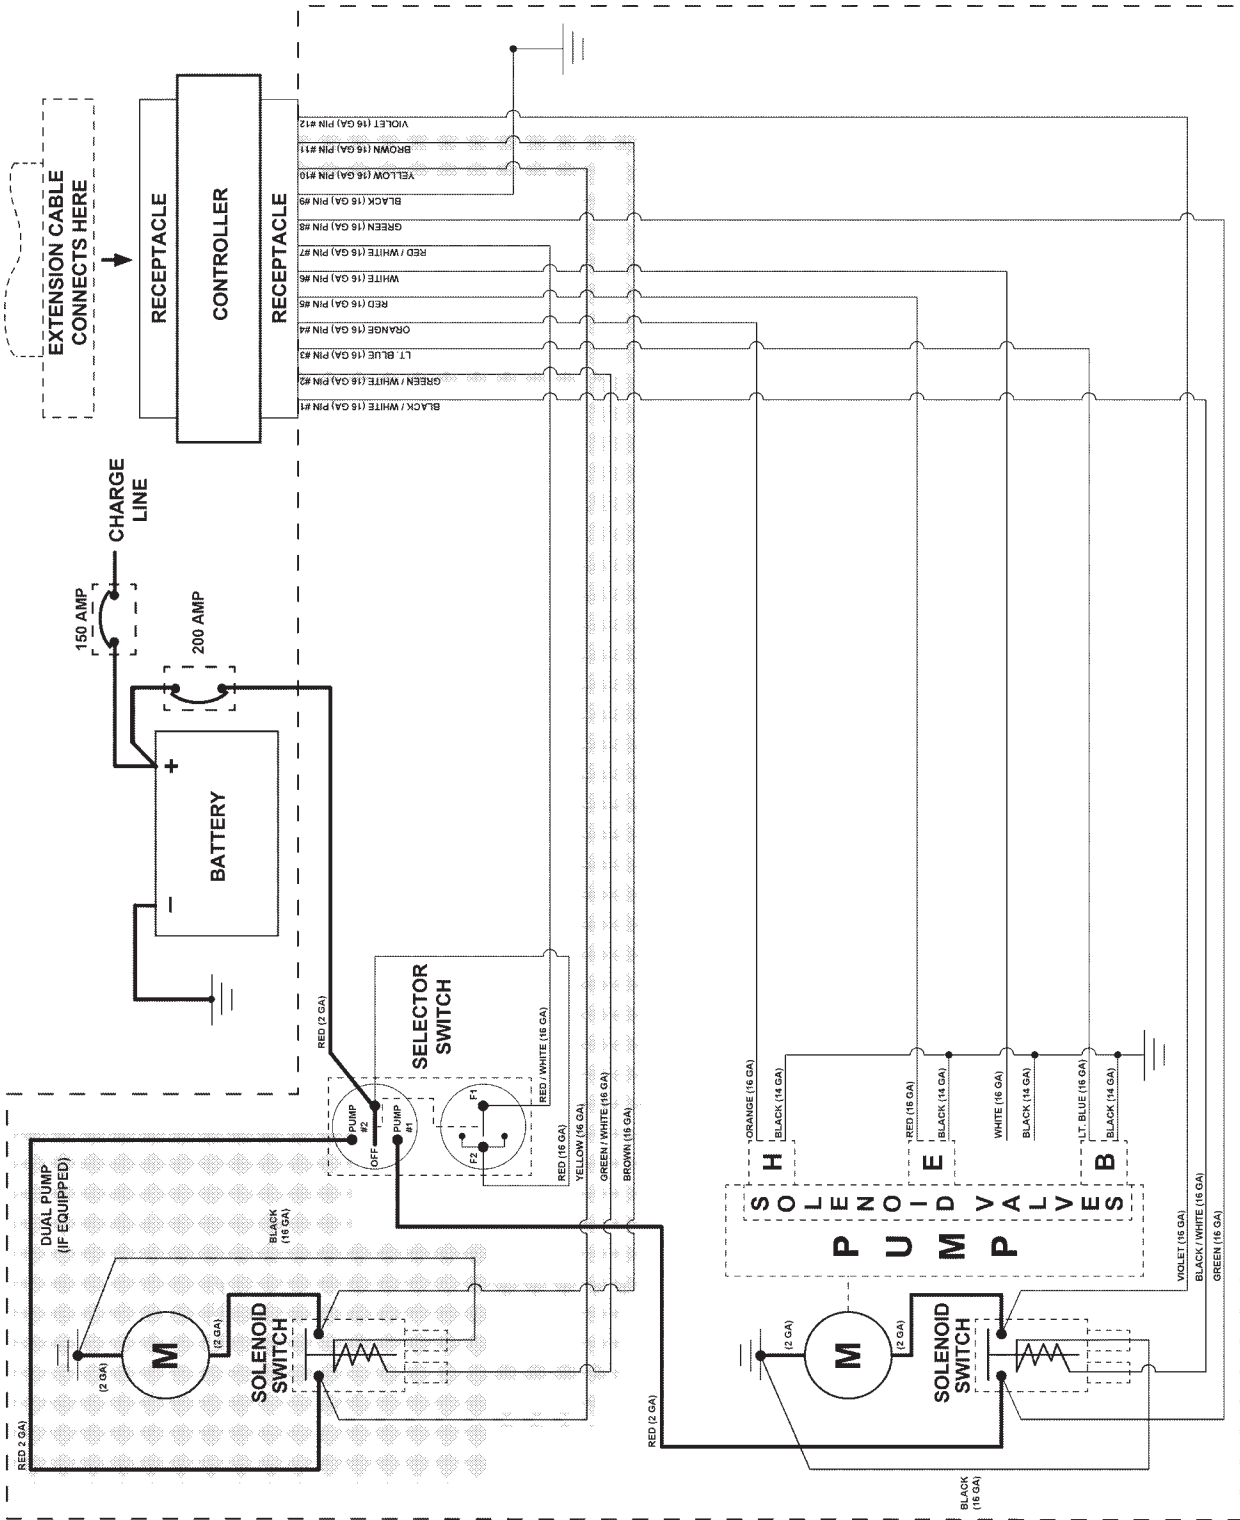 EXTENSION CABLE
CONNECTS HERE
RECEPTACLE
CONTROLLER
RECEPTACLE
VIOLET (16 GA) PIN #12
BROWN (16 GA) PIN #11
YELLOW (16 GA) PIN #10
BLACK (16 GA) PIN #9
GREEN (16 GA) PIN #8
RED / WHITE (16 GA) PIN #7
WHITE (16 GA) PIN #6
RED (16 GA) PIN #5
ORANGE (16 GA) PIN #4
LT. BLUE (16 GA) PIN #3
GREEN / WHITE (16 GA) PIN #2
BLACK / WHITE (16 GA) PIN #1
CHARGE
LINE
150 AMP
200 AMP
BATTERY
+
–
RED (2 GA)
SELECTOR
SWITCH
PUMP
#2
PUMP
#1
OFF
F1
F2
RED / WHITE (16 GA)
RED (16 GA)
YELLOW (16 GA)
GREEN / WHITE (16 GA)
BROWN (16 GA)
DUAL PUMP
(IF EQUIPPED)
BLACK
(16 GA)
RED 2 GA)
(2 GA)
M
(2 GA)
SOLENOID
SWITCH
RED (2 GA)
ORANGE (16 GA)
BLACK (14 GA)
RED (16 GA)
BLACK (14 GA)
WHITE (16 GA)
BLACK (14 GA)
LT. BLUE (16 GA)
BLACK (14 GA)
H
E
B
SOLENOID VALVES
PUMP
VIOLET (16 GA)
BLACK / WHITE (16 GA)
GREEN (16 GA)
(2 GA)
M
(2 GA)
SOLENOID
SWITCH
BLACK
(16 GA)